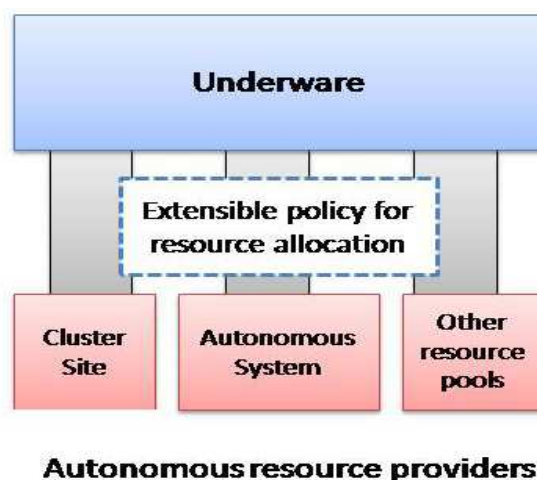 Underware
Extensible policy for
resource allocation
Cluster
Site
Autonomous
System
Other
resource
pools
Autonomous resource providers